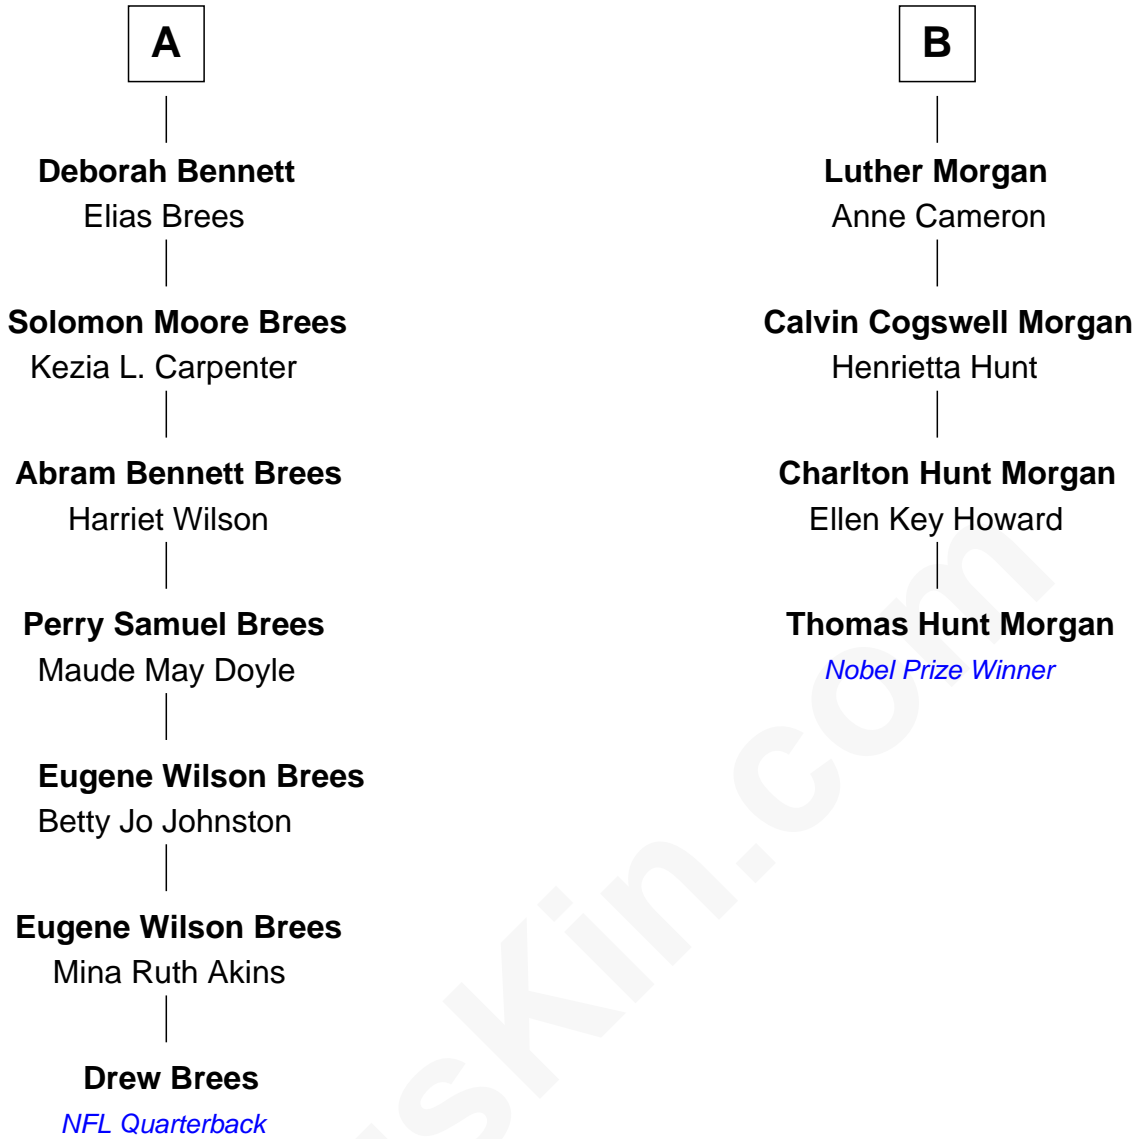 A
B
Deborah Bennett
Elias Brees
Luther Morgan
Anne Cameron
Solomon Moore Brees
Kezia L. Carpenter
Calvin Cogswell Morgan
Henrietta Hunt
Abram Bennett Brees
Harriet Wilson
Charlton Hunt Morgan
Ellen Key Howard
Perry Samuel Brees
Maude May Doyle
Thomas Hunt Morgan
Nobel Prize Winner
Eugene Wilson Brees
Betty Jo Johnston
Eugene Wilson Brees
Mina Ruth Akins
Drew Brees
NFL Quarterback
sKin.com